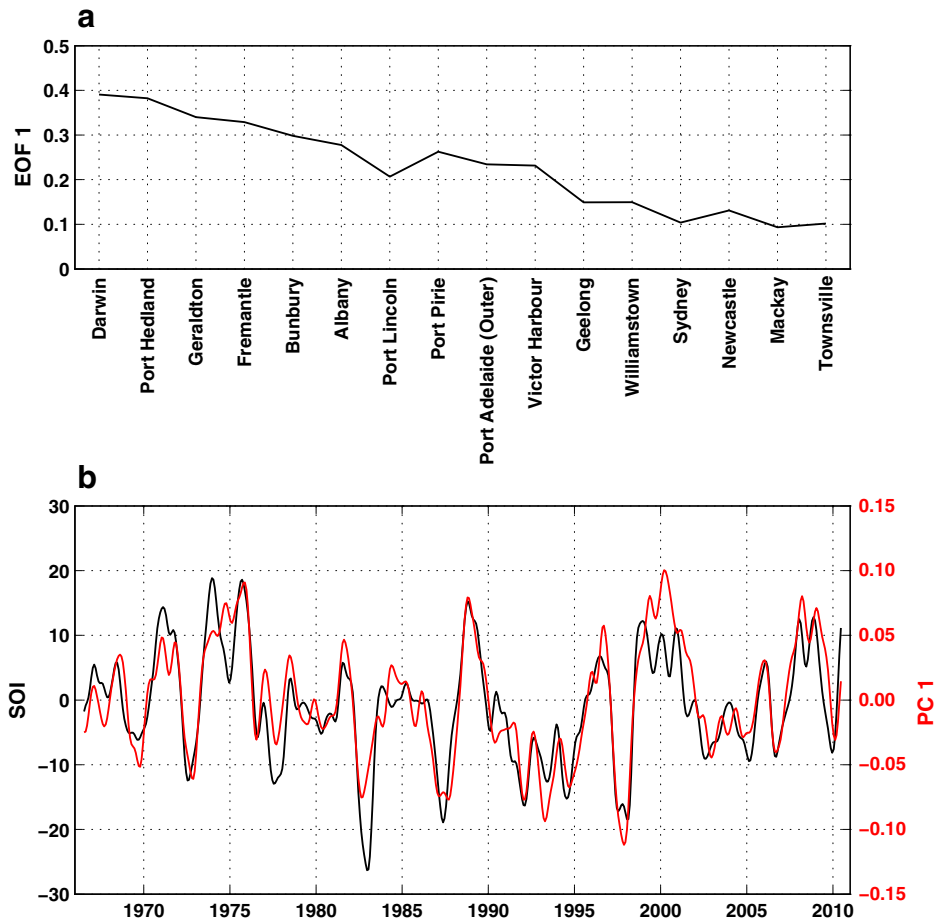 a
EOF 1
0.5
0.4
0.3
0.2
0.1
0
Darwin
Port Hedland
Geraldton
Fremantle
Bunbury
Albany
Port Lincoln
Port Pirie
Port Adelaide (Outer)
Victor Harbour
Geelong
Williamstown
Sydney
Newcastle
Mackay
Townsville
b
SOI
30
20
10
0
−10
−20
−30
0.15
0.10
0.05
0.00
−0.05
−0.10
−0.15
PC 1
1970
1975
1980
1985
1990
1995
2000
2005
2010